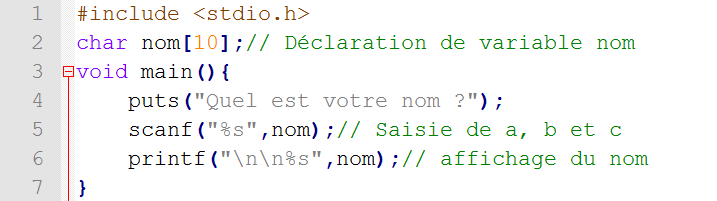 1 #include <stdio.h>
2 char nom[10];// Déclaration de variable nom
3 void main(){
4 puts("Quel est votre nom ?");
5 scanf("%s",nom);// Saisie de a, b et c
6 printf("\n\n%s",nom);// affichage du nom
7 }